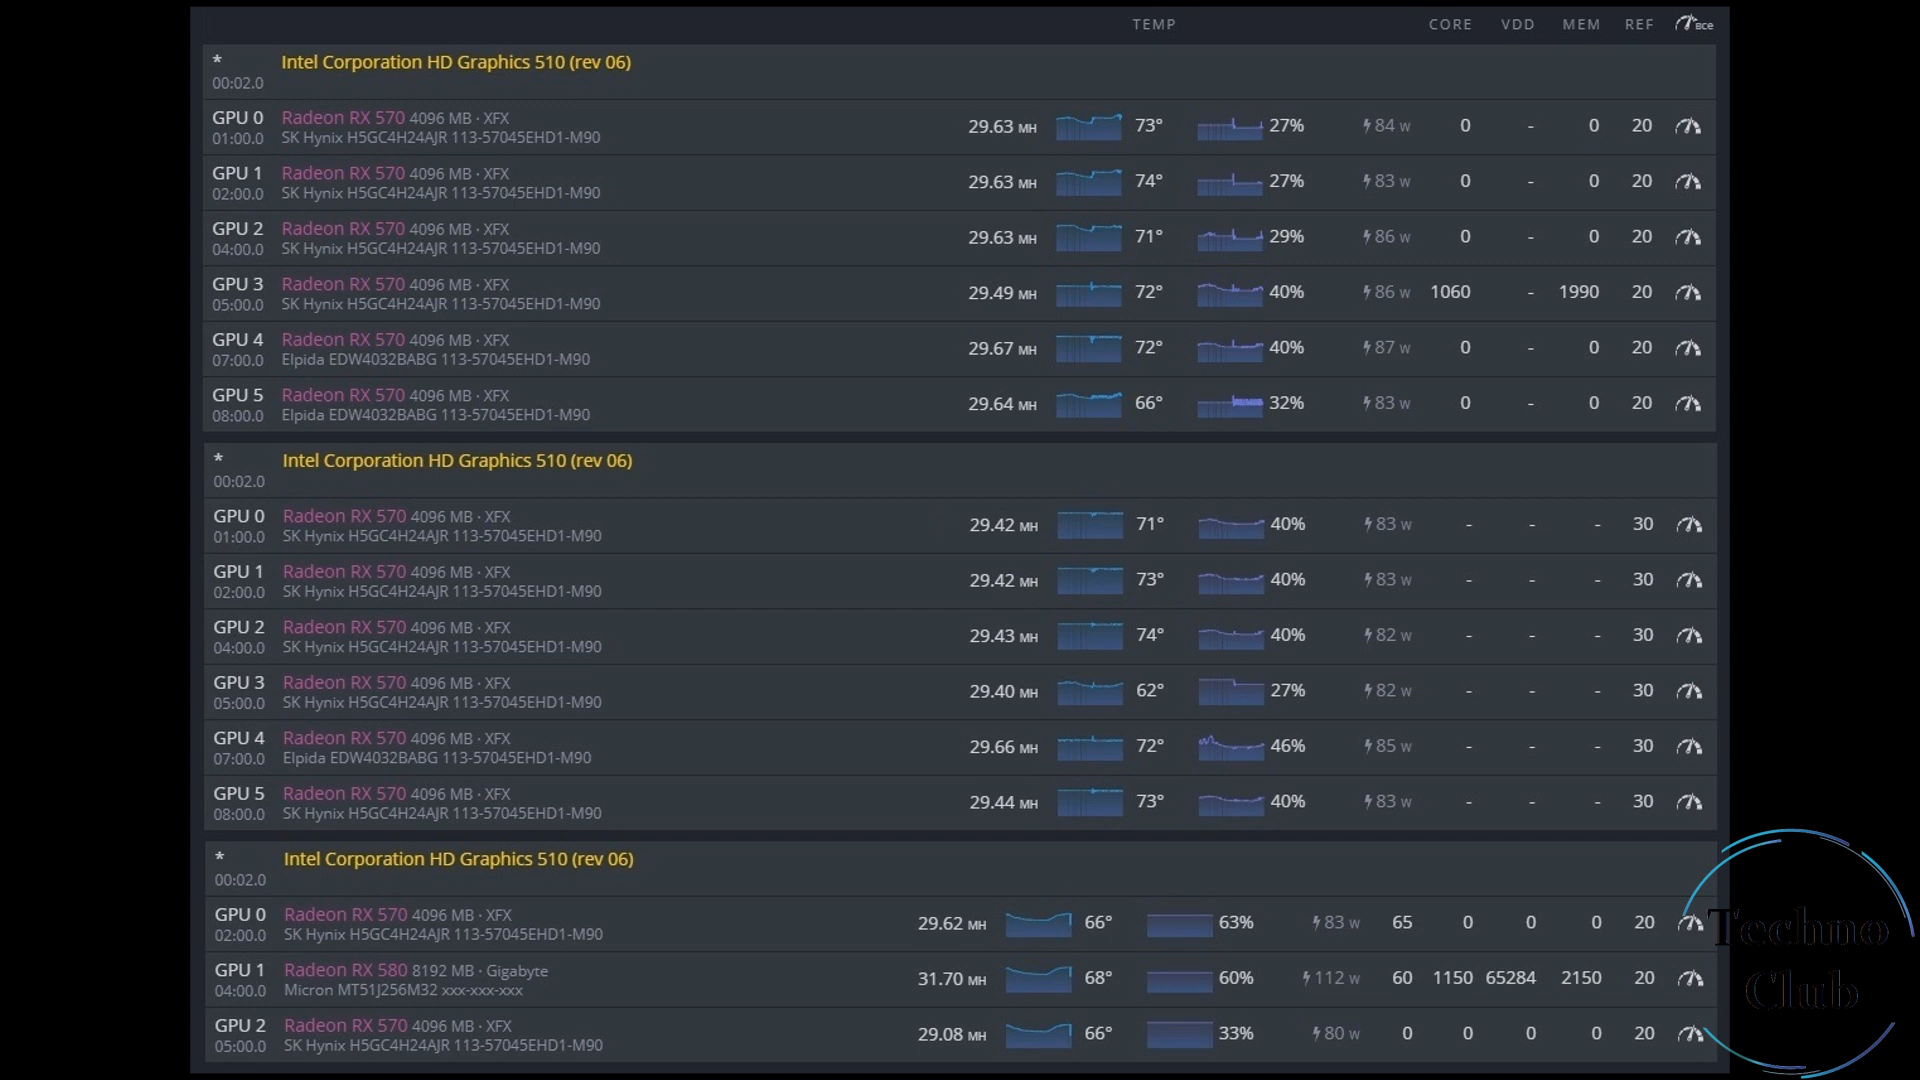 TEMP CORE VDD MEM REF все
* Intel Corporation HD Graphics 510 (rev 06)
00:02.0
GPU 0 Radeon RX 570 4096 MB · XFX 29.63 MH 73° 27% 84 W 0 - 0 20
01:00.0 SK Hynix H5GC4H24AJR 113-57045EHD1-M90
GPU 1 Radeon RX 570 4096 MB · XFX 29.63 MH 74° 27% 83 W 0 - 0 20
02:00.0 SK Hynix H5GC4H24AJR 113-57045EHD1-M90
GPU 2 Radeon RX 570 4096 MB · XFX 29.63 MH 71° 29% 86 W 0 - 0 20
04:00.0 SK Hynix H5GC4H24AJR 113-57045EHD1-M90
GPU 3 Radeon RX 570 4096 MB · XFX 29.49 MH 72° 40% 86 W 1060 - 1990 20
05:00.0 SK Hynix H5GC4H24AJR 113-57045EHD1-M90
GPU 4 Radeon RX 570 4096 MB · XFX 29.67 MH 72° 40% 87 W 0 - 0 20
07:00.0 Elpida EDW4032BABG 113-57045EHD1-M90
GPU 5 Radeon RX 570 4096 MB · XFX 29.64 MH 66° 32% 83 W 0 - 0 20
08:00.0 Elpida EDW4032BABG 113-57045EHD1-M90
* Intel Corporation HD Graphics 510 (rev 06)
00:02.0
GPU 0 Radeon RX 570 4096 MB · XFX 29.42 MH 71° 40% 83 W - - - 30
01:00.0 SK Hynix H5GC4H24AJR 113-57045EHD1-M90
GPU 1 Radeon RX 570 4096 MB · XFX 29.42 MH 73° 40% 83 W - - - 30
02:00.0 SK Hynix H5GC4H24AJR 113-57045EHD1-M90
GPU 2 Radeon RX 570 4096 MB · XFX 29.43 MH 74° 40% 82 W - - - 30
04:00.0 SK Hynix H5GC4H24AJR 113-57045EHD1-M90
GPU 3 Radeon RX 570 4096 MB · XFX 29.40 MH 62° 27% 82 W - - - 30
05:00.0 SK Hynix H5GC4H24AJR 113-57045EHD1-M90
GPU 4 Radeon RX 570 4096 MB · XFX 29.66 MH 72° 46% 85 W - - - 30
07:00.0 Elpida EDW4032BABG 113-57045EHD1-M90
GPU 5 Radeon RX 570 4096 MB · XFX 29.44 MH 73° 40% 83 W - - - 30
08:00.0 SK Hynix H5GC4H24AJR 113-57045EHD1-M90
* Intel Corporation HD Graphics 510 (rev 06)
00:02.0
GPU 0 Radeon RX 570 4096 MB · XFX 29.62 MH 66° 63% 83 W 65 0 0 0 20
02:00.0 SK Hynix H5GC4H24AJR 113-57045EHD1-M90
GPU 1 Radeon RX 580 8192 MB · Gigabyte 31.70 MH 68° 60% 112 W 60 1150 65284 2150 20
04:00.0 Micron MT51J256M32 xxx-xxx-xxx
GPU 2 Radeon RX 570 4096 MB · XFX 29.08 MH 66° 33% 80 W 0 0 0 0 20
05:00.0 SK Hynix H5GC4H24AJR 113-57045EHD1-M90
Techno
Club